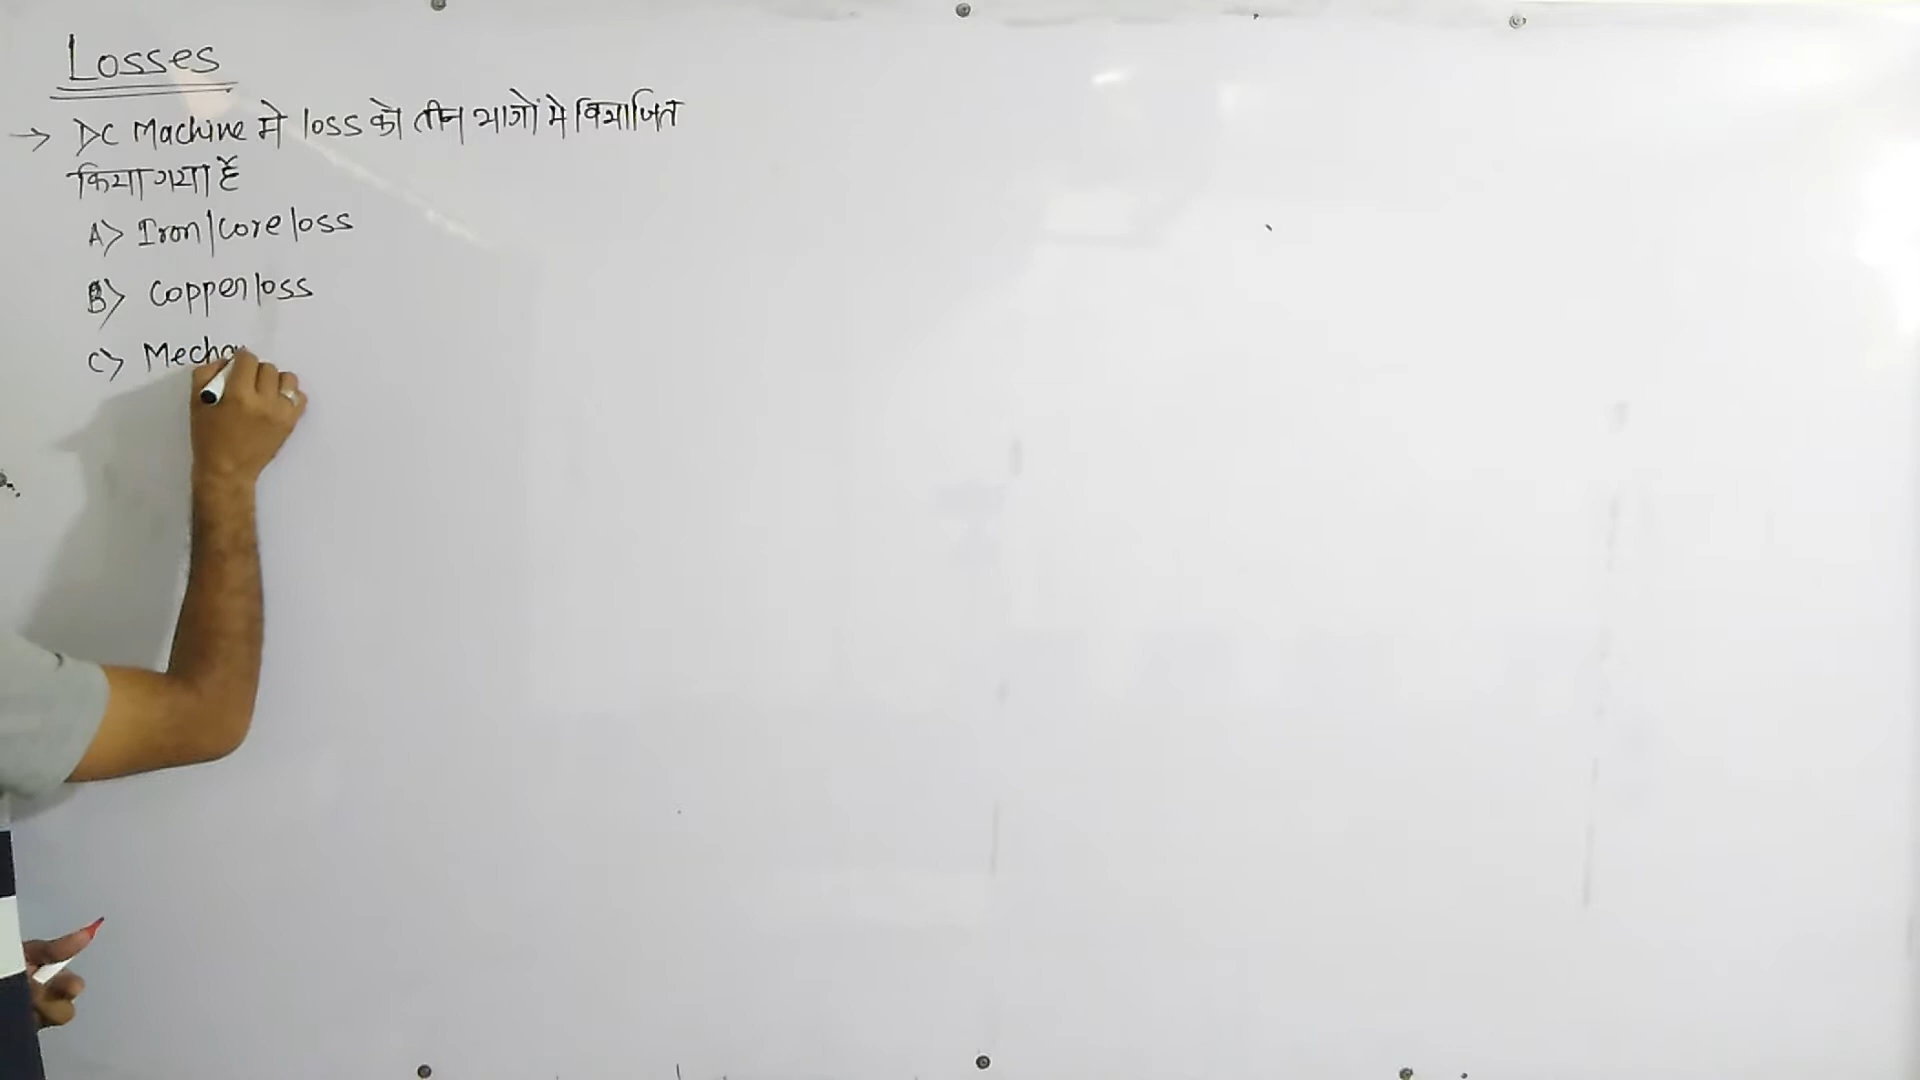 Losses
→ DC Machine मे loss को तीन भागों मे विभाजित
किया गया है
A> Iron/Core loss
B> Copper loss
C> Mecha